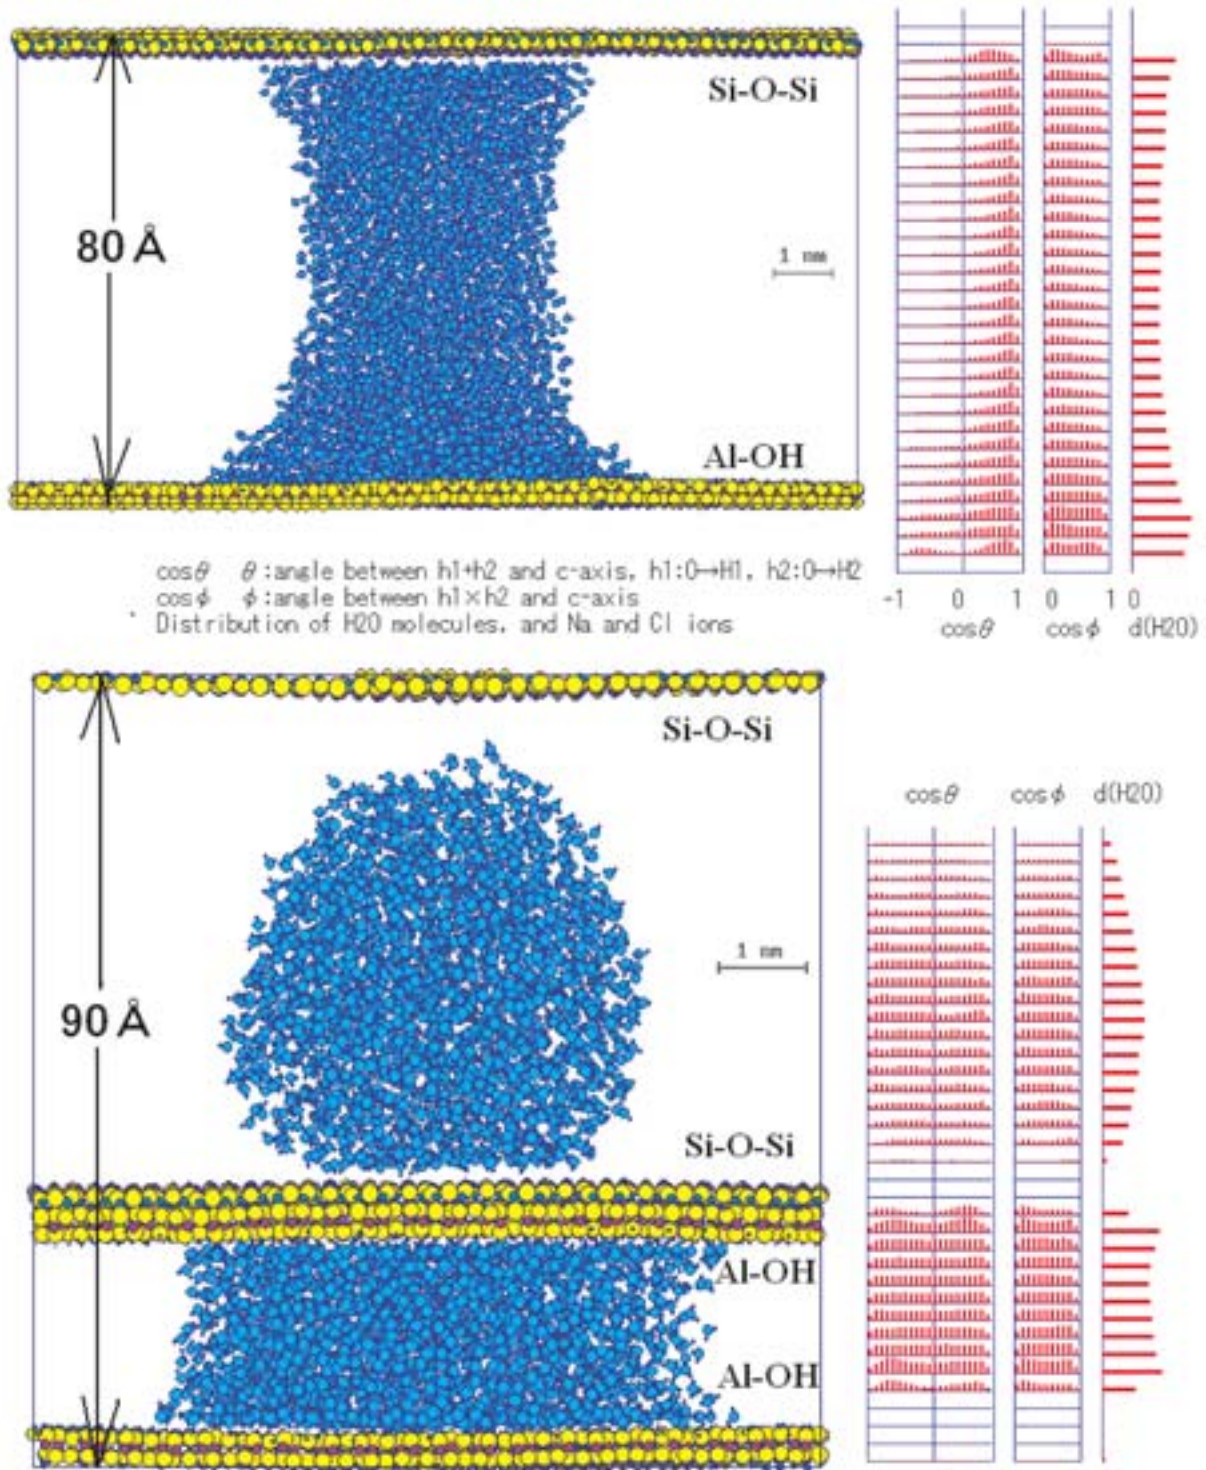 Si-O-Si
80 Å
1 nm
Al-OH
cosθ θ:angle between h1+h2 and c-axis, h1:O→H1, h2:O→H2
cosφ φ:angle between h1×h2 and c-axis
Distribution of H2O molecules, and Na and Cl ions
-1 0 1 0 1 0
cosθ cosφ d(H2O)
Si-O-Si
cosθ cosφ d(H2O)
1 nm
90 Å
Si-O-Si
Al-OH
Al-OH